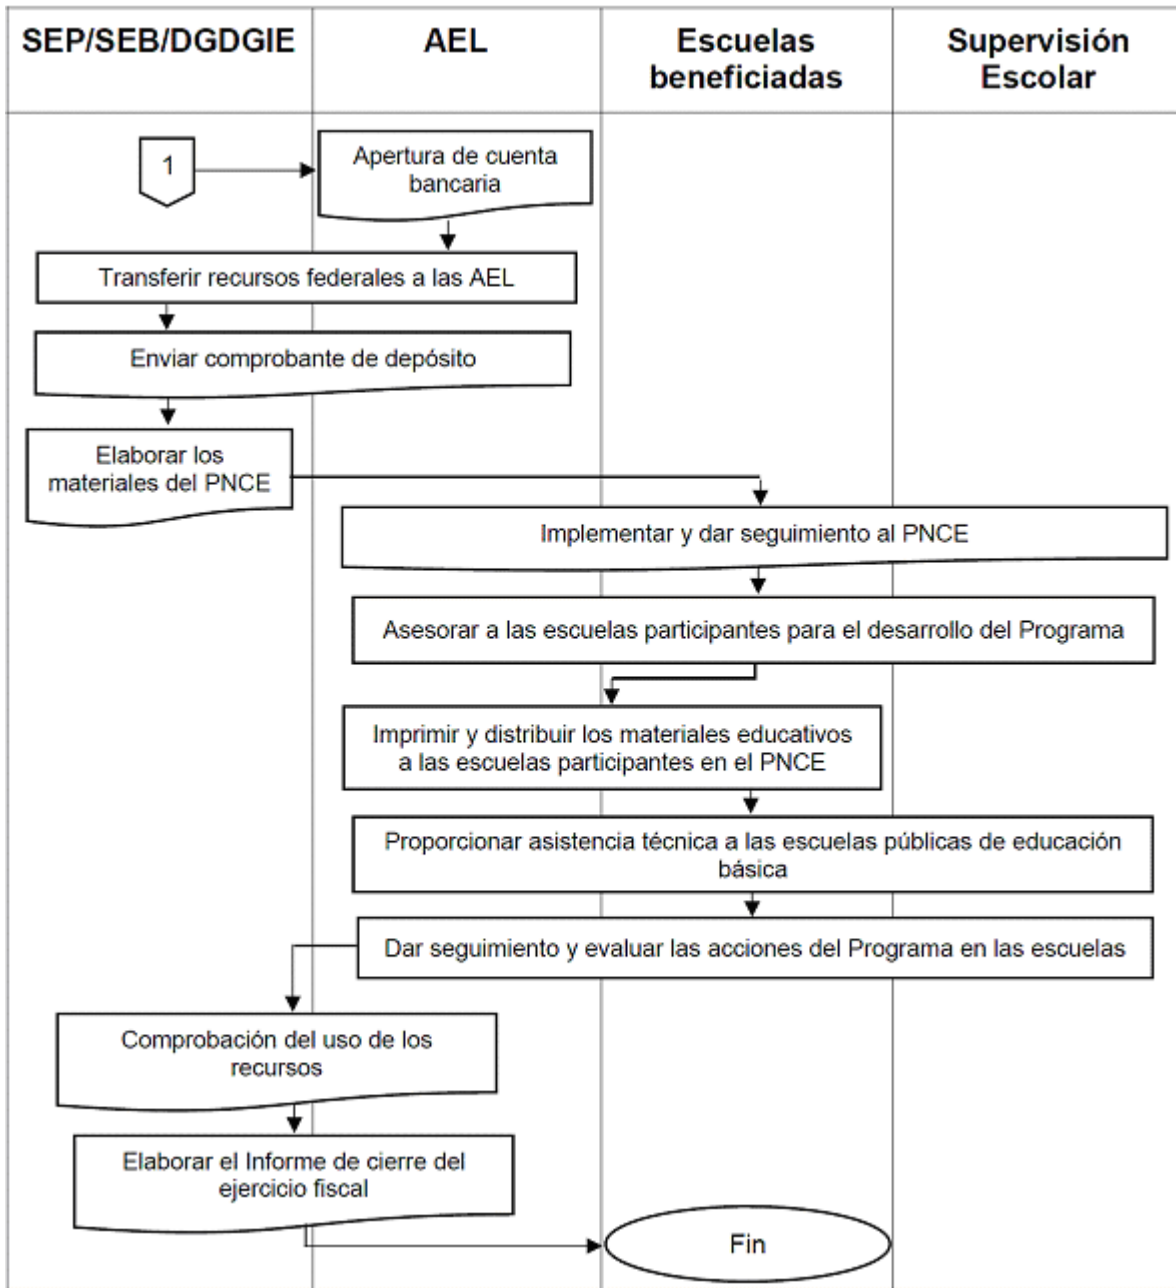 SEP/SEB/DGDGIE
AEL
Escuelas
beneficiadas
Supervisión
Escolar
1
Apertura de cuenta
bancaria
Transferir recursos federales a las AEL
Enviar comprobante de depósito
Elaborar los
materiales del PNCE
Implementar y dar seguimiento al PNCE
Asesorar a las escuelas participantes para el desarrollo del Programa
Imprimir y distribuir los materiales educativos
a las escuelas participantes en el PNCE
Proporcionar asistencia técnica a las escuelas públicas de educación
básica
Dar seguimiento y evaluar las acciones del Programa en las escuelas
Comprobación del uso de los
recursos
Elaborar el Informe de cierre del
ejercicio fiscal
Fin